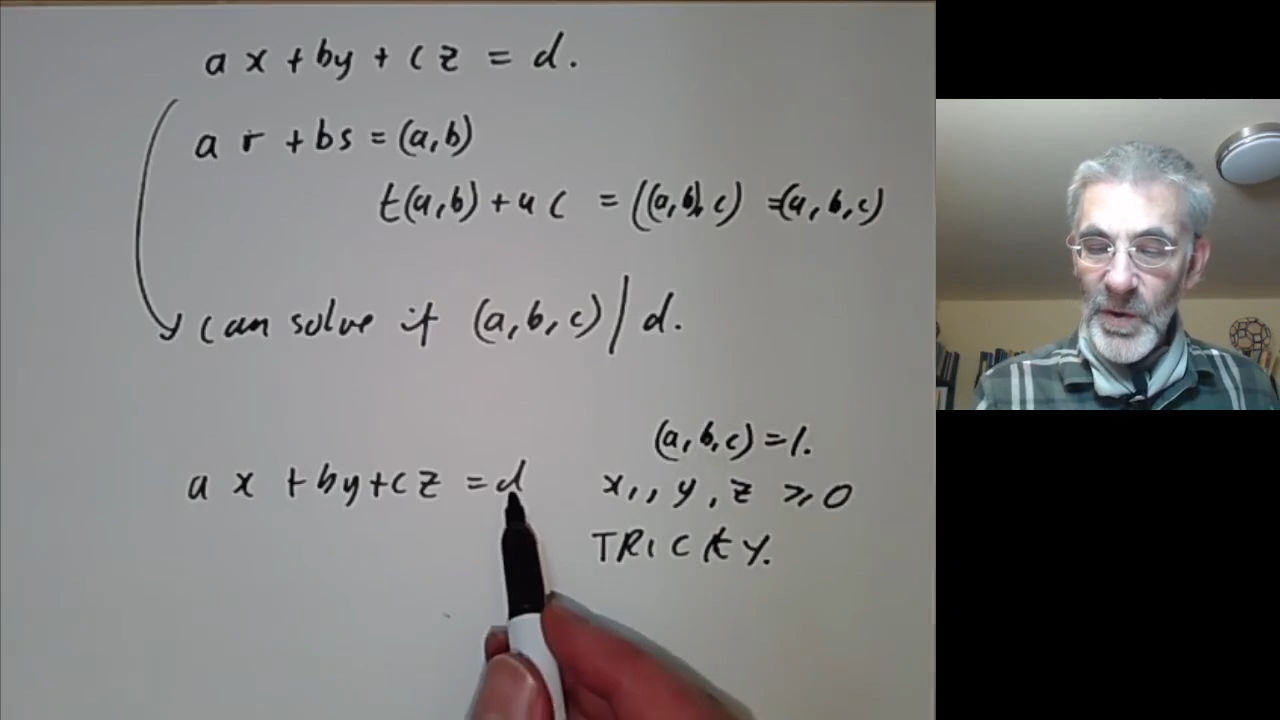 ax + by + cz = d.
ar + bs = (a,b)
t(a,b) + uc = ((a,b),c) = (a,b,c)
can solve if (a,b,c) | d.
(a,b,c) = 1.
ax + by + cz = d x,, y, z ≥ 0
TRICKY.